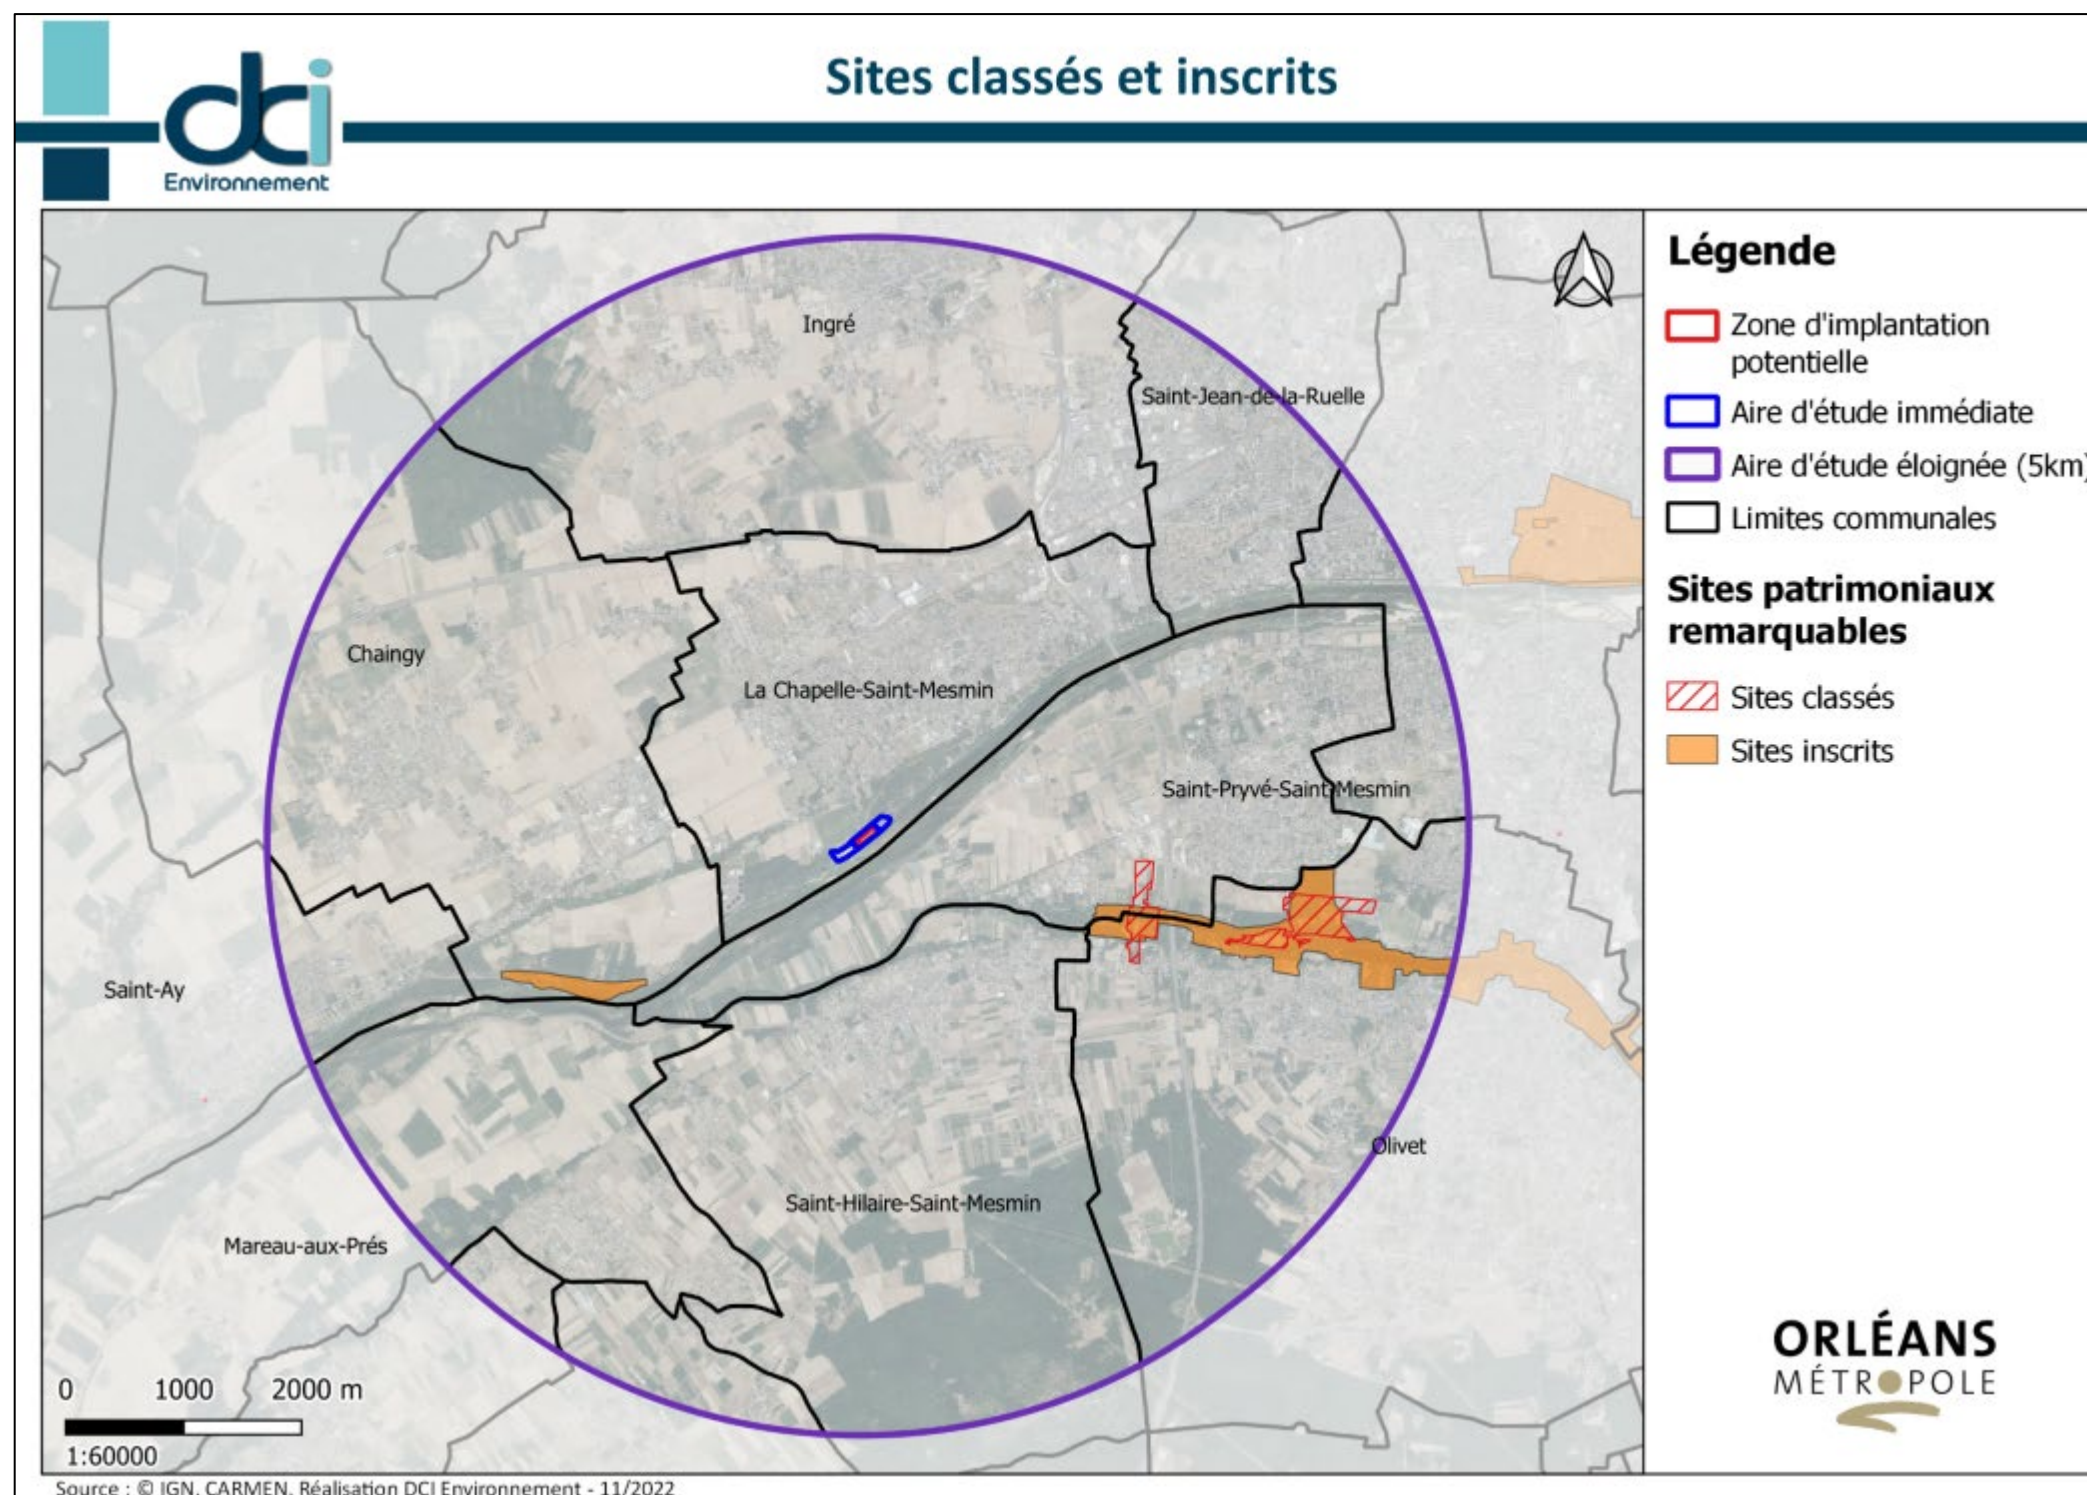 Sites classés et inscrits
dci
Environnement
Ingré
Saint-Jean-de-la-Ruelle
Chaingy
La Chapelle-Saint-Mesmin
Saint-Pryvé-Saint-Mesmin
Saint-Ay
Olivet
Saint-Hilaire-Saint-Mesmin
Mareau-aux-Prés
0 1000 2000 m
1:60000
Légende
Zone d'implantation
potentielle
Aire d'étude immédiate
Aire d'étude éloignée (5km)
Limites communales
Sites patrimoniaux
remarquables
Sites classés
Sites inscrits
ORLÉANS
MÉTROPOLE
Source : © IGN, CARMEN, Réalisation DCI Environnement - 11/2022